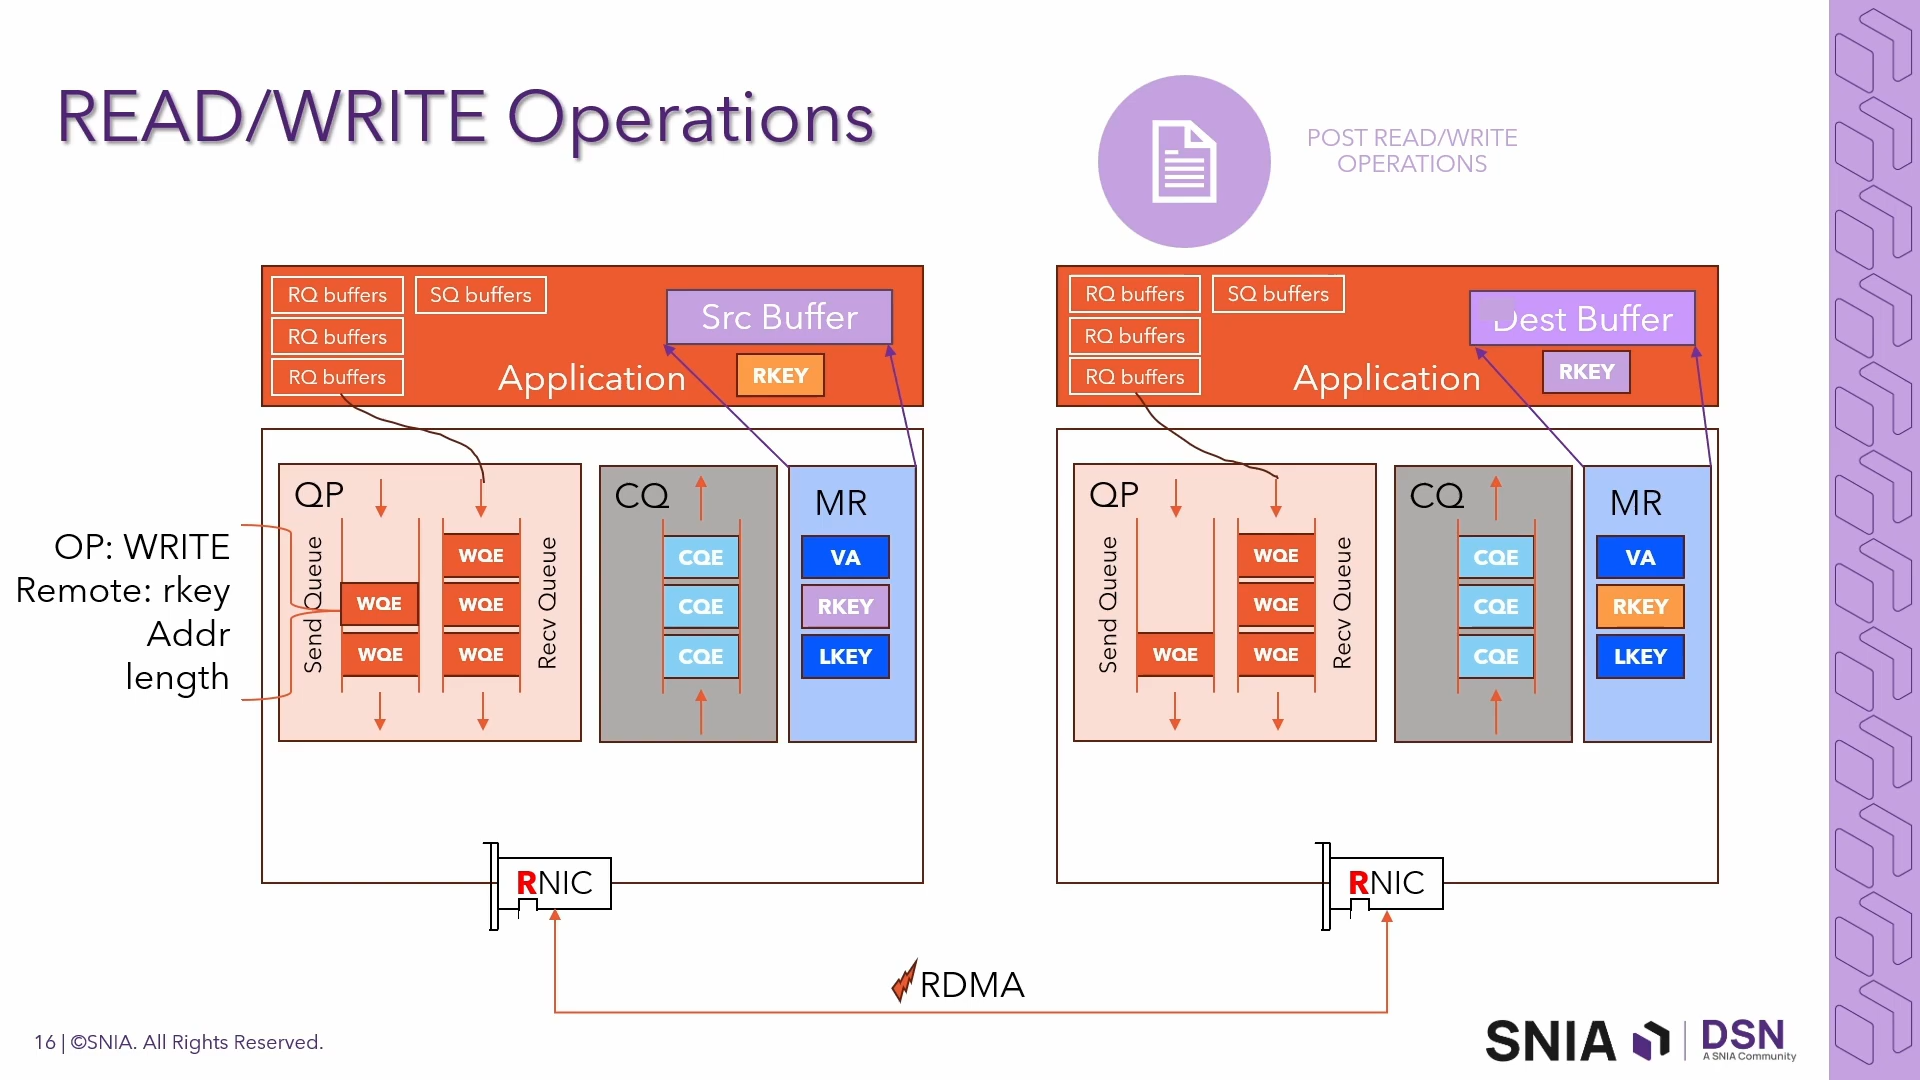 READ/WRITE Operations
POST READ/WRITE
OPERATIONS
RQ buffers
SQ buffers
RQ buffers
RQ buffers
Application
Src Buffer
RKEY
RQ buffers
SQ buffers
RQ buffers
RQ buffers
Application
Dest Buffer
RKEY
OP: WRITE
Remote: rkey
Addr
length
QP
Send Queue
WQE
WQE
WQE
WQE
WQE
Recv Queue
CQ
CQE
CQE
CQE
MR
VA
RKEY
LKEY
QP
Send Queue
WQE
WQE
WQE
WQE
Recv Queue
CQ
CQE
CQE
CQE
MR
VA
RKEY
LKEY
RNIC
RNIC
RDMA
16 | ©SNIA. All Rights Reserved.
SNIA
DSN
A SNIA Community